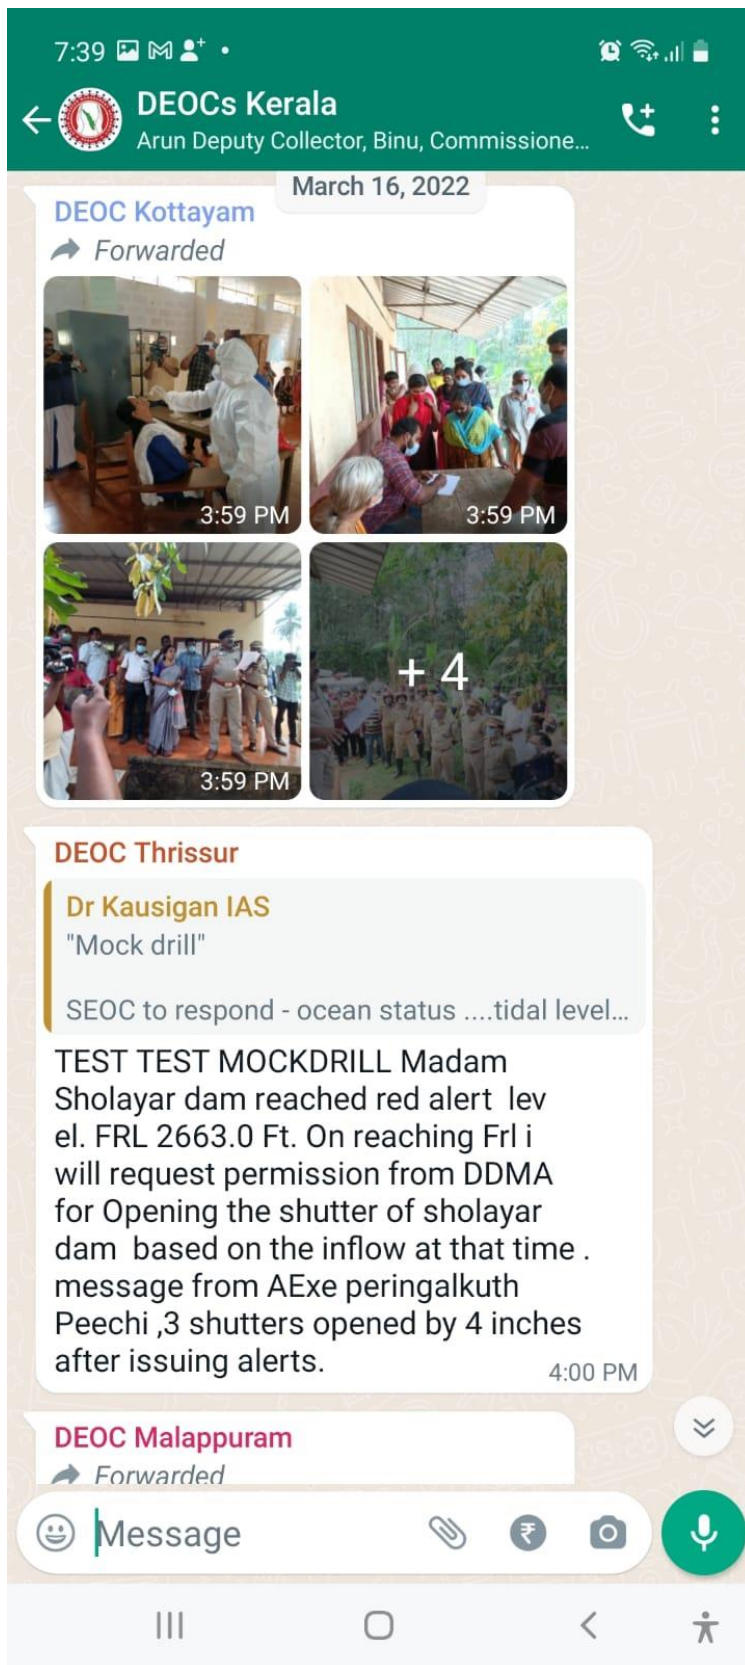 7:39
DEOCs Kerala
Arun Deputy Collector, Binu, Commissione...
March 16, 2022
DEOC Kottayam
Forwarded
3:59 PM
3:59 PM
3:59 PM
+ 4
DEOC Thrissur
Dr Kausigan IAS
"Mock drill"
SEOC to respond - ocean status ....tidal level...
TEST TEST MOCKDRILL Madam
Sholayar dam reached red alert  lev
el. FRL 2663.0 Ft. On reaching Frl i
will request permission from DDMA
for Opening the shutter of sholayar
dam  based on the inflow at that time .
message from AExe peringalkuth
Peechi ,3 shutters opened by 4 inches
after issuing alerts.
4:00 PM
DEOC Malappuram
Forwarded
Message